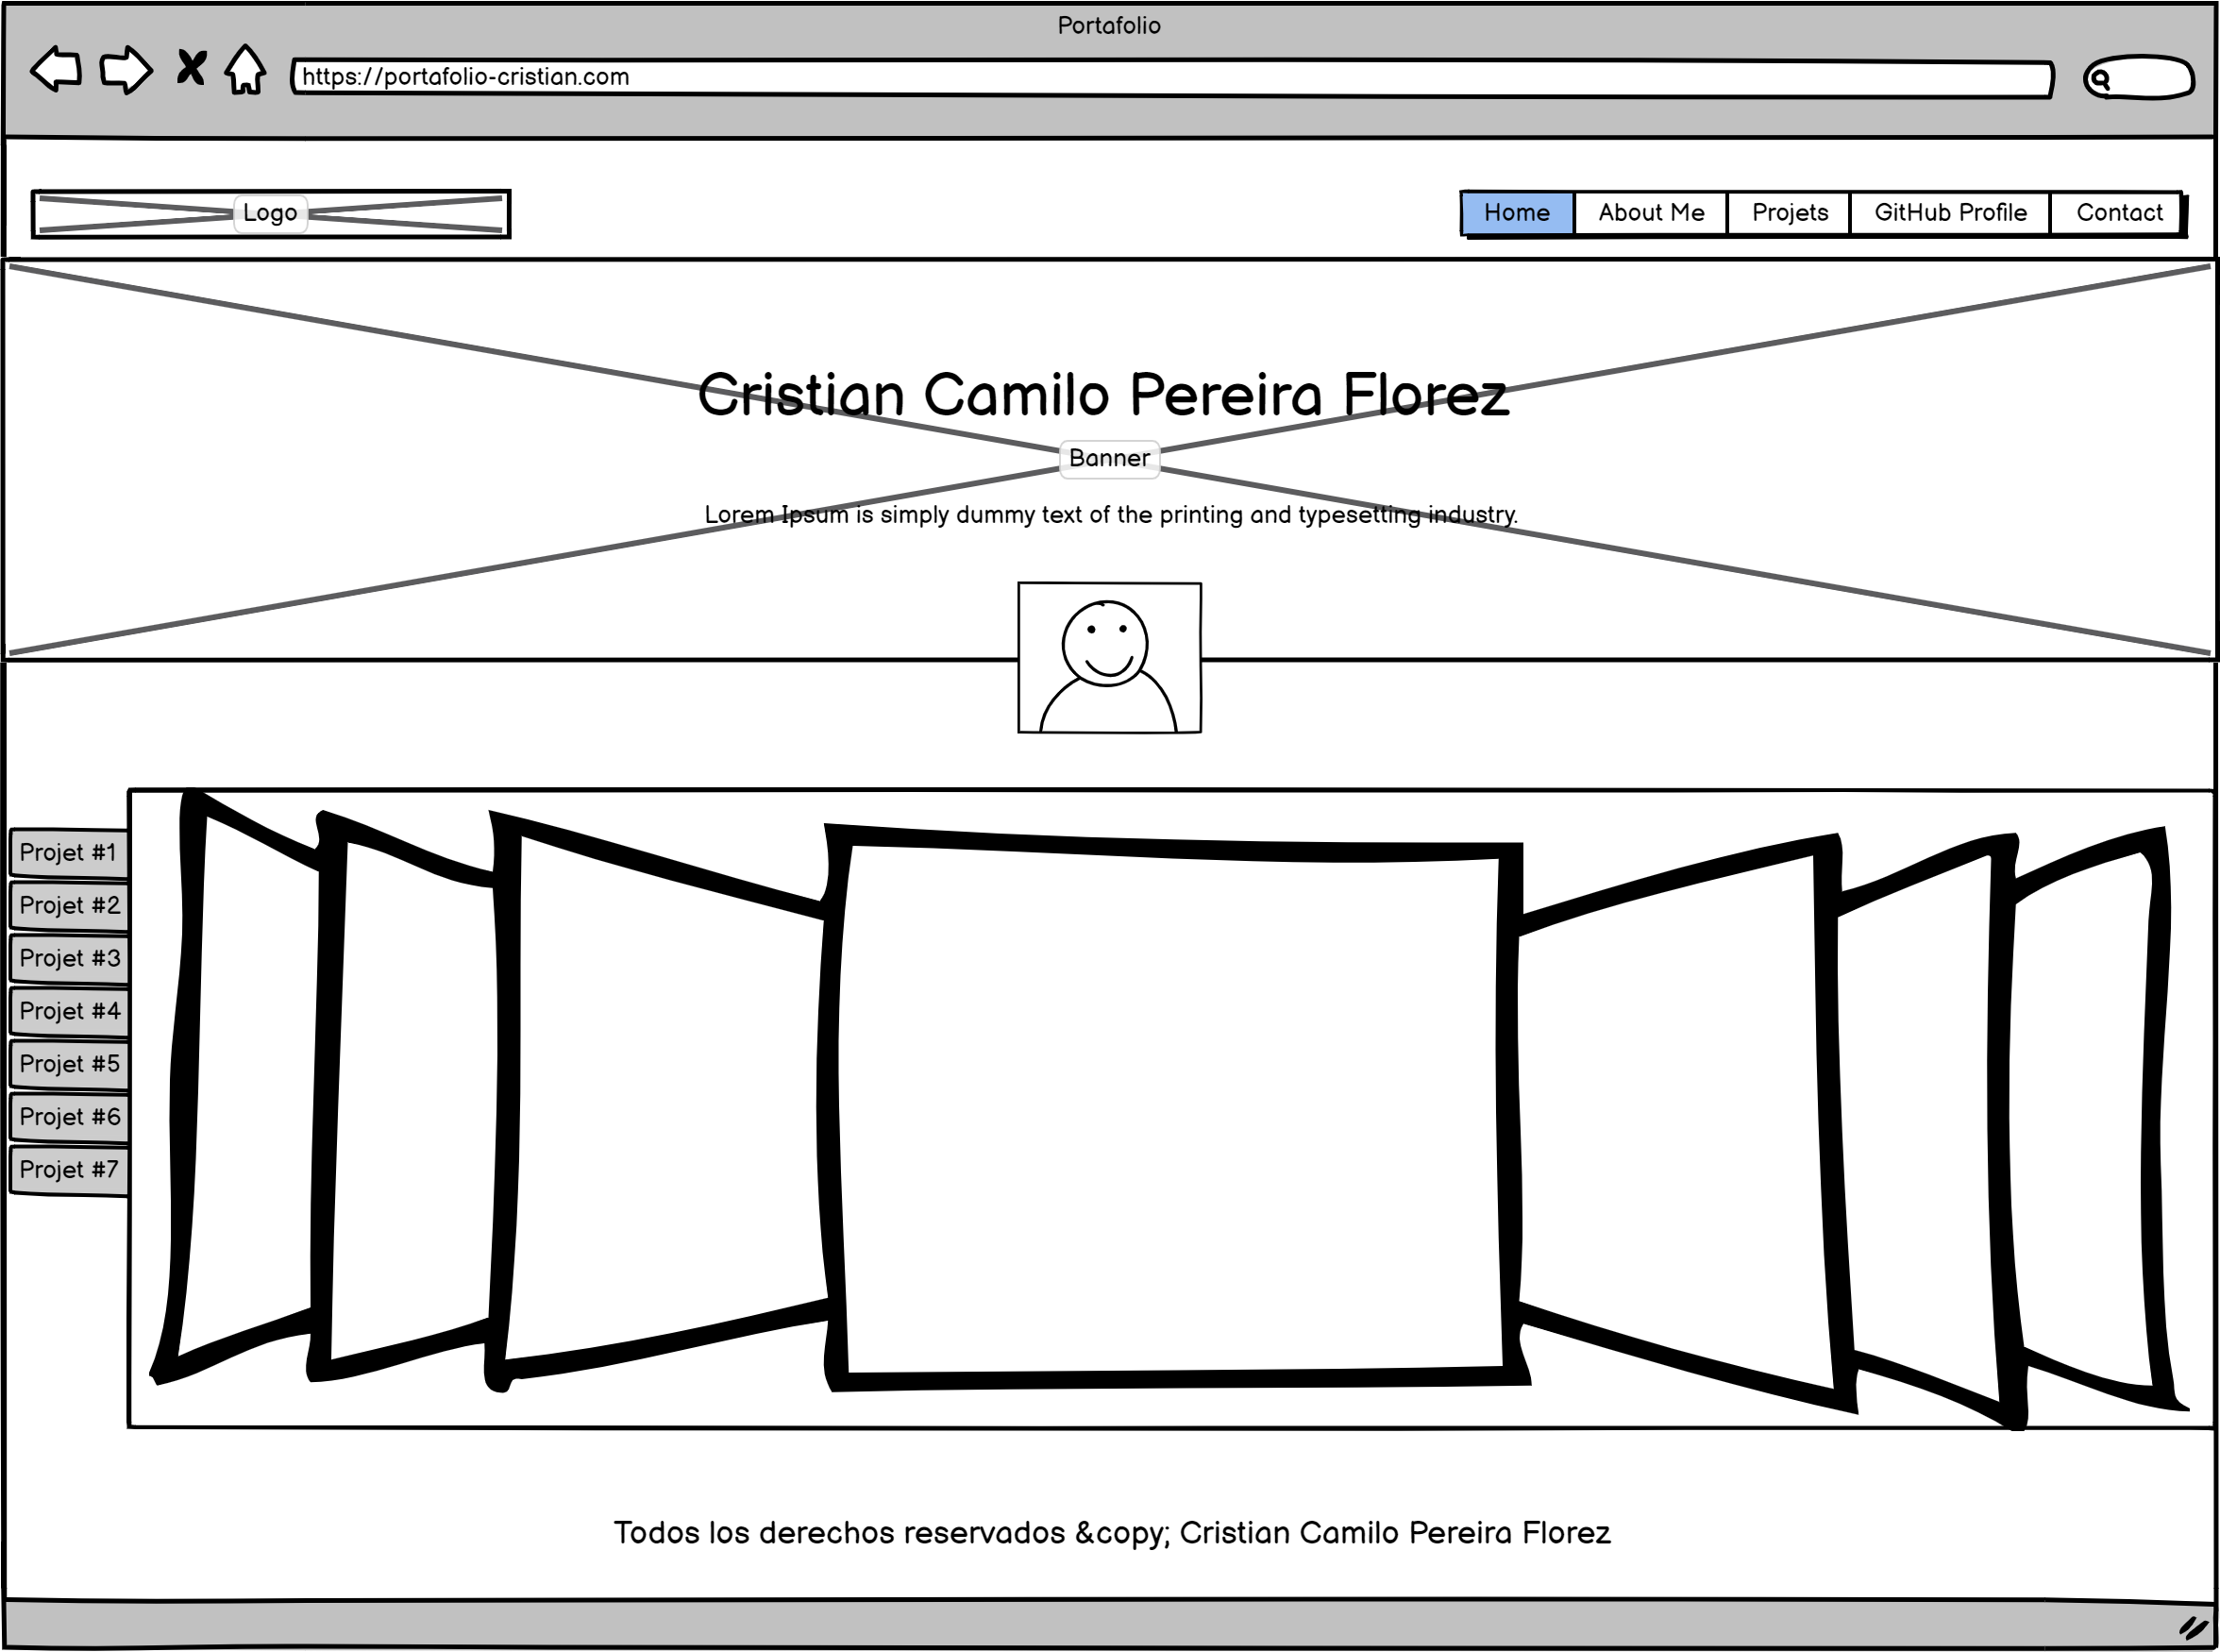 Portafolio
https://portafolio-cristian.com
Logo
Home About Me Projets GitHub Profile Contact
Cristian Camilo Pereira Florez
Banner
Lorem Ipsum is simply dummy text of the printing and typesetting industry.
Projet #1
Projet #2
Projet #3
Projet #4
Projet #5
Projet #6
Projet #7
Todos los derechos reservados &copy; Cristian Camilo Pereira Florez